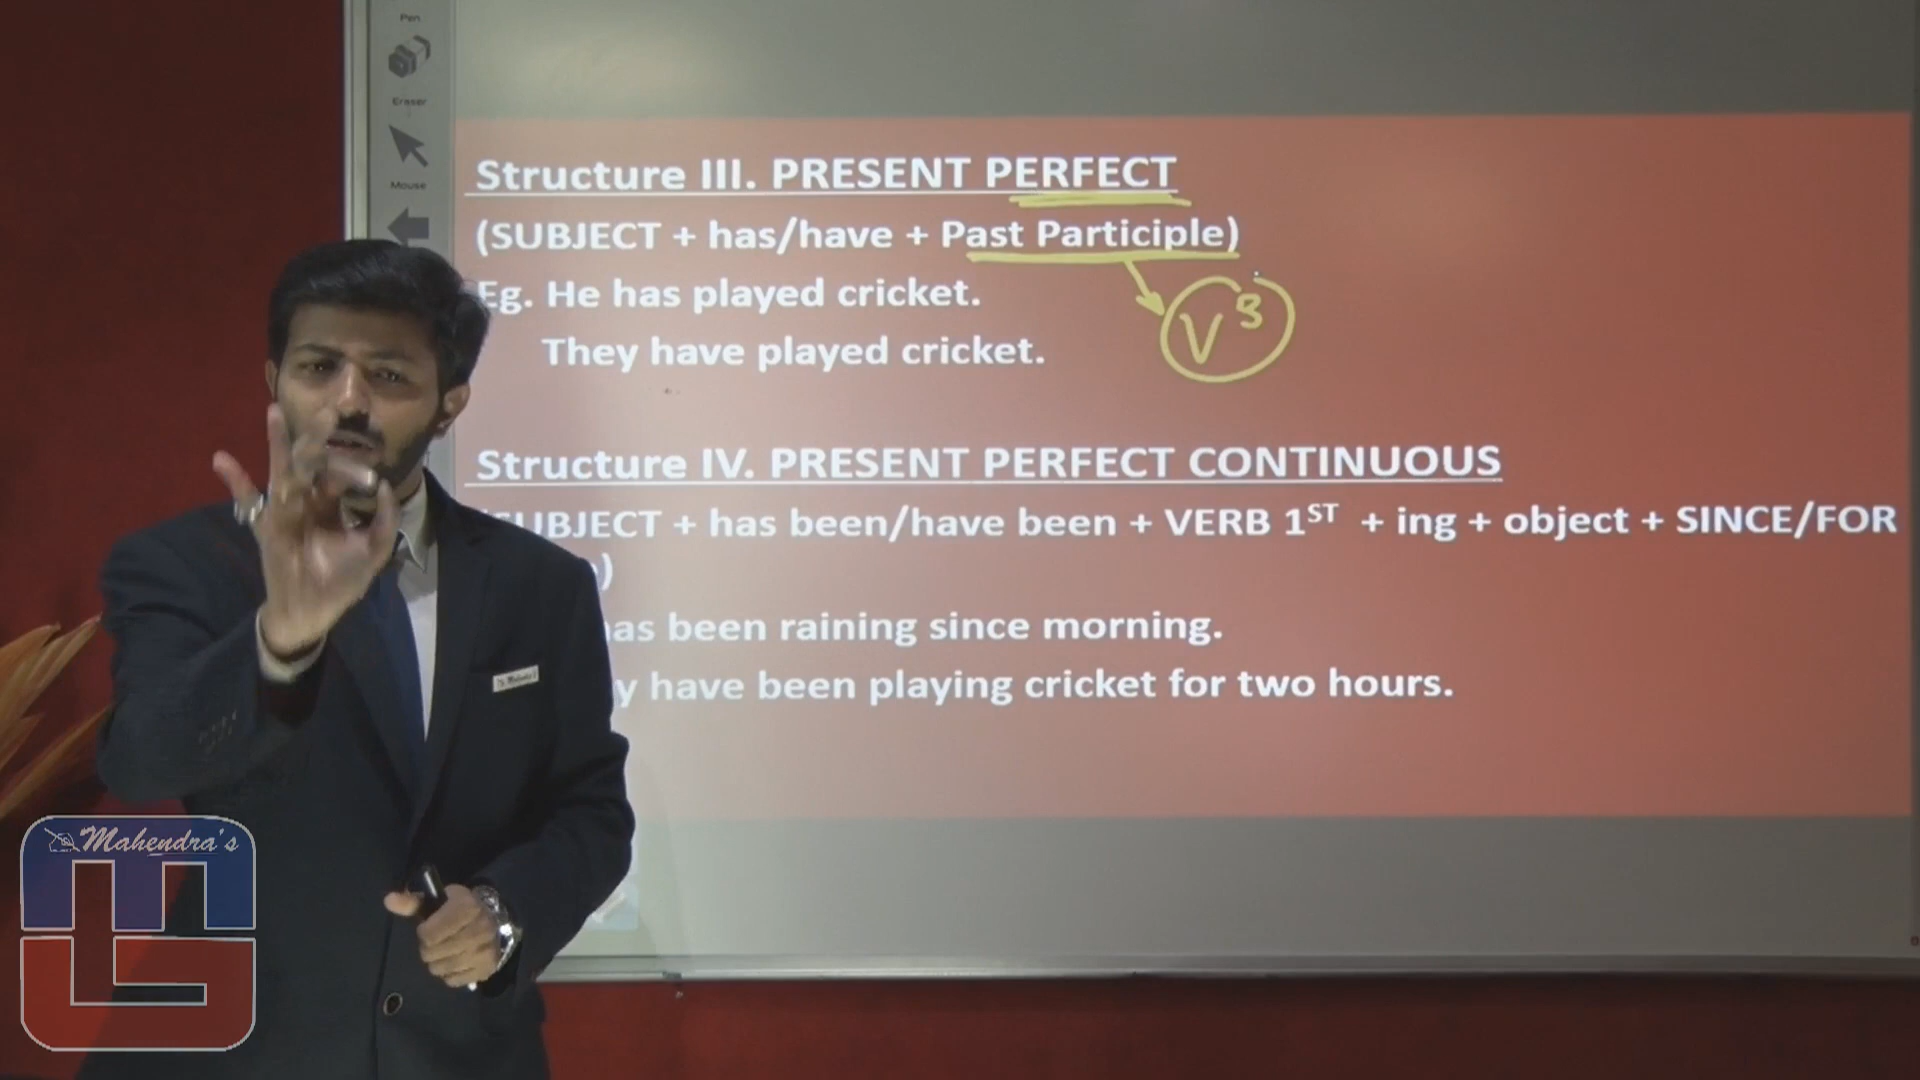 Pen
Eraser
Mouse
Structure III. PRESENT PERFECT
(SUBJECT + has/have + Past Participle)
Eg. He has played cricket.
They have played cricket.
V3
Structure IV. PRESENT PERFECT CONTINUOUS
SUBJECT + has been/have been + VERB 1ST + ing + object + SINCE/FOR
)
as been raining since morning.
y have been playing cricket for two hours.
Mahendra's